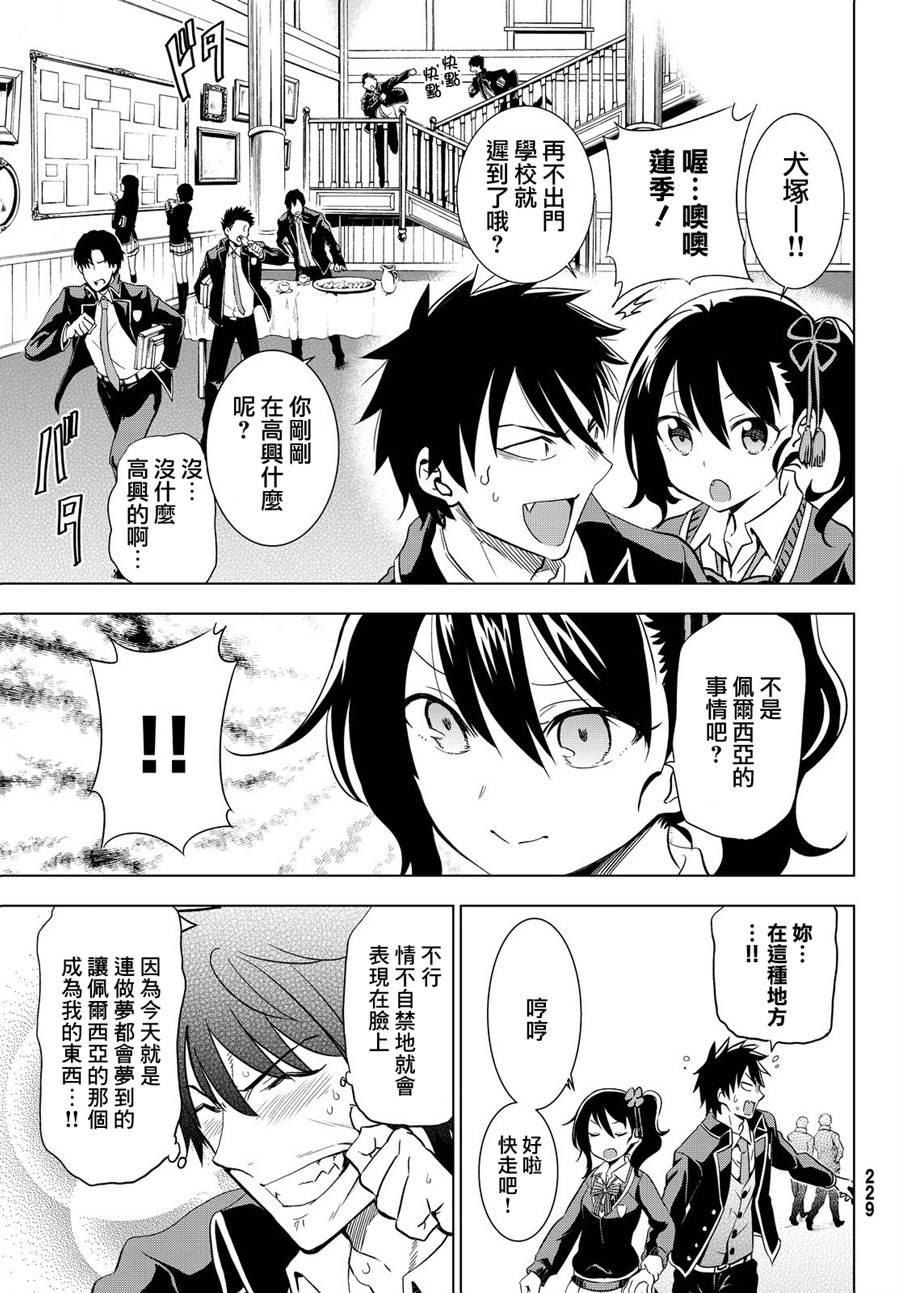 犬塚—!!
喔…噢噢
蓮季！
快點
快點
再不出門
學校就
遲到了哦？
ドタ
你剛剛
在高興什麼
呢？
沒…
沒什麼
高興的啊…
バタ
不是
佩爾西亞的
事情吧？
!!
妳…
在這種地方
…!!
哼哼
好啦
快走吧！
不行
情不自禁地就會
表現在臉上
因為今天就是
連做夢都會夢到的
讓佩爾西亞的那個
成為我的東西…!!
229